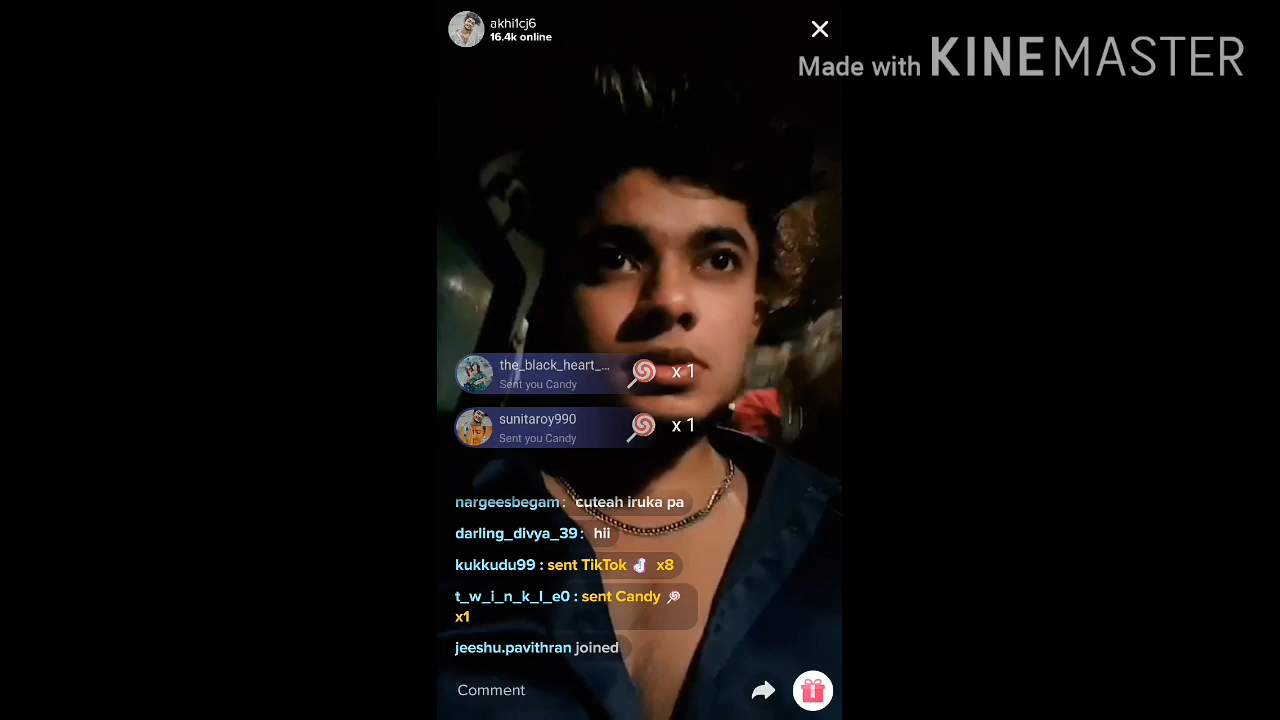 akhi1cj6
16.4k online
Made with KINEMASTER
the_black_heart_...
Sent you Candy
x 1
sunitaroy990
Sent you Candy
x 1
nargeesbegam: cuteah iruka pa
darling_divya_39: hii
kukkudu99 : sent TikTok x8
t_w_i_n_k_l_e0 : sent Candy
x1
jeeshu.pavithran joined
Comment